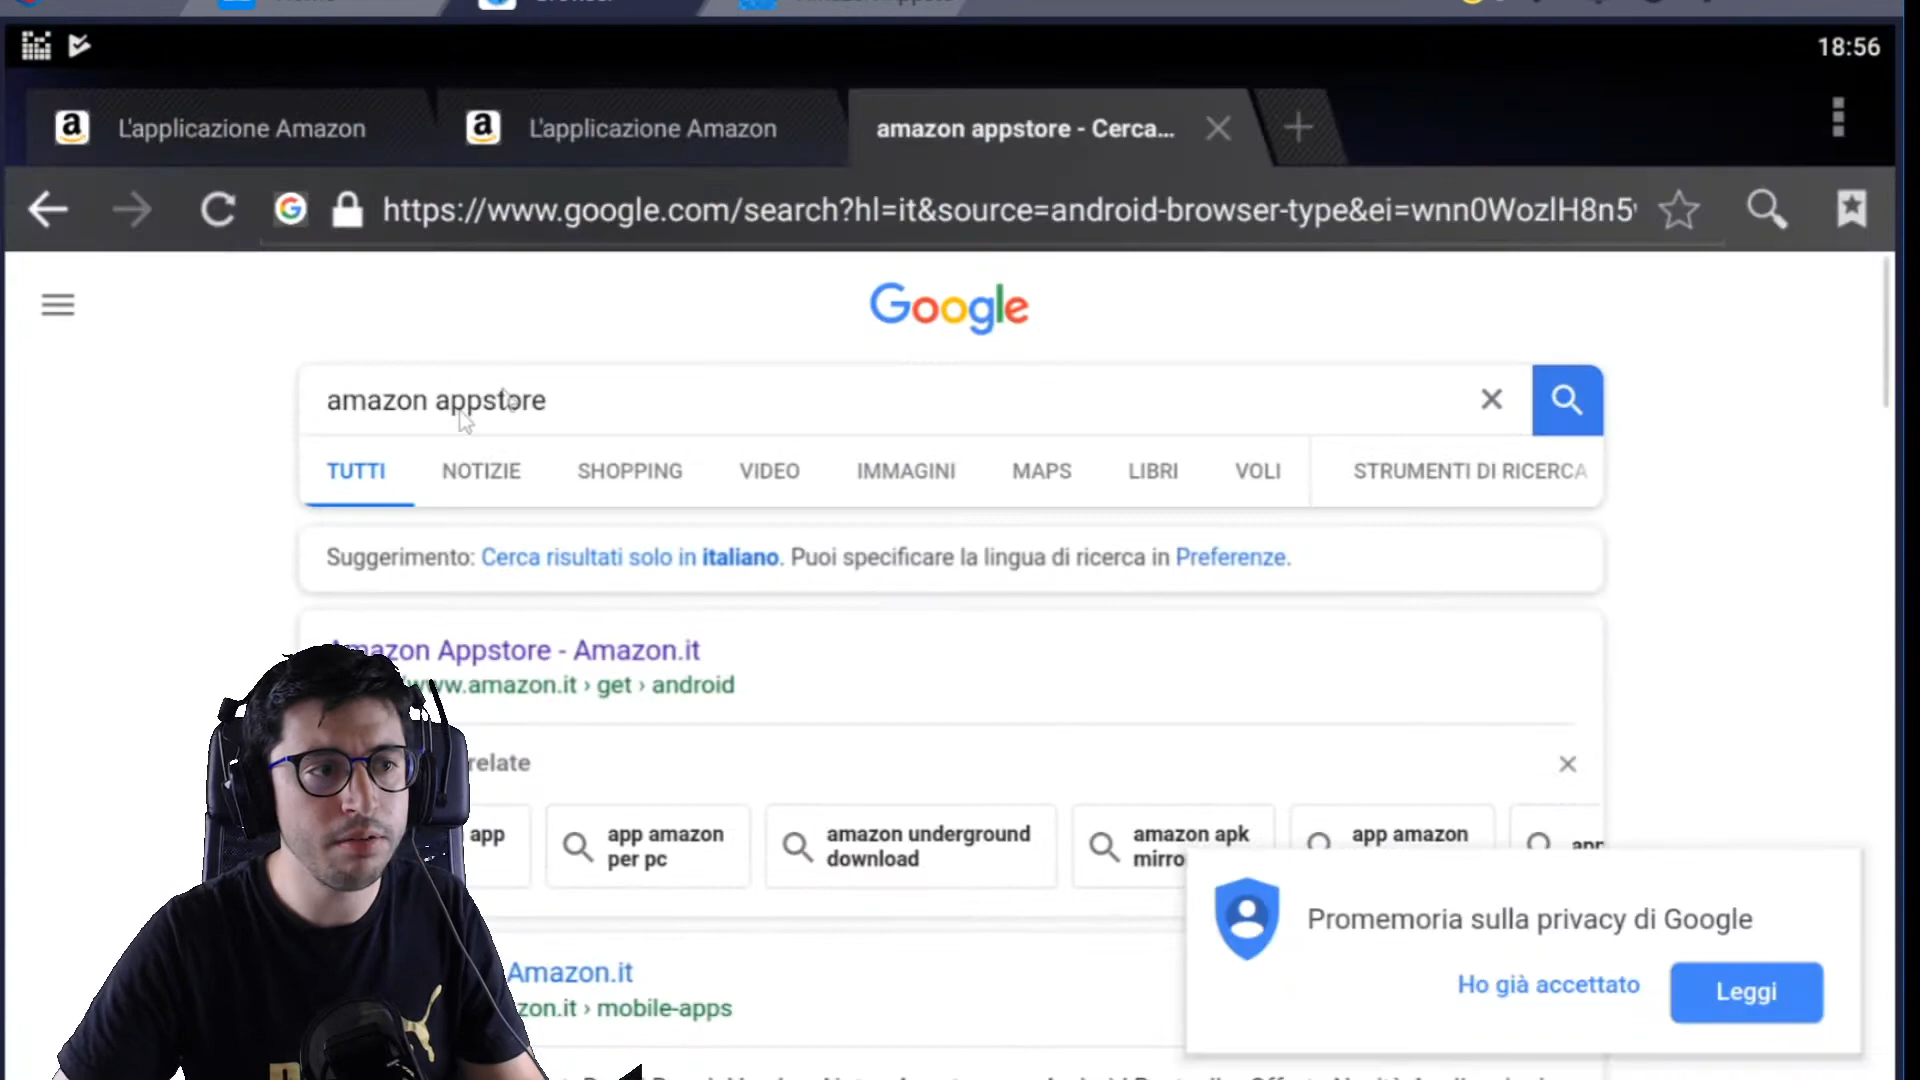 18:56
L'applicazione Amazon
L'applicazione Amazon
amazon appstore - Cerca...
https://www.google.com/search?hl=it&source=android-browser-type&ei=wnn0WozlH8n5
Google
amazon appstore
TUTTI NOTIZIE SHOPPING VIDEO IMMAGINI MAPS LIBRI VOLI STRUMENTI DI RICERCA
Suggerimento: Cerca risultati solo in italiano. Puoi specificare la lingua di ricerca in Preferenze.
Amazon Appstore - Amazon.it
www.amazon.it › get › android
relate
app
app amazon
per pc
amazon underground
download
amazon apk
mirro
app amazon
Promemoria sulla privacy di Google
Ho già accettato
Leggi
Amazon.it
zon.it › mobile-apps